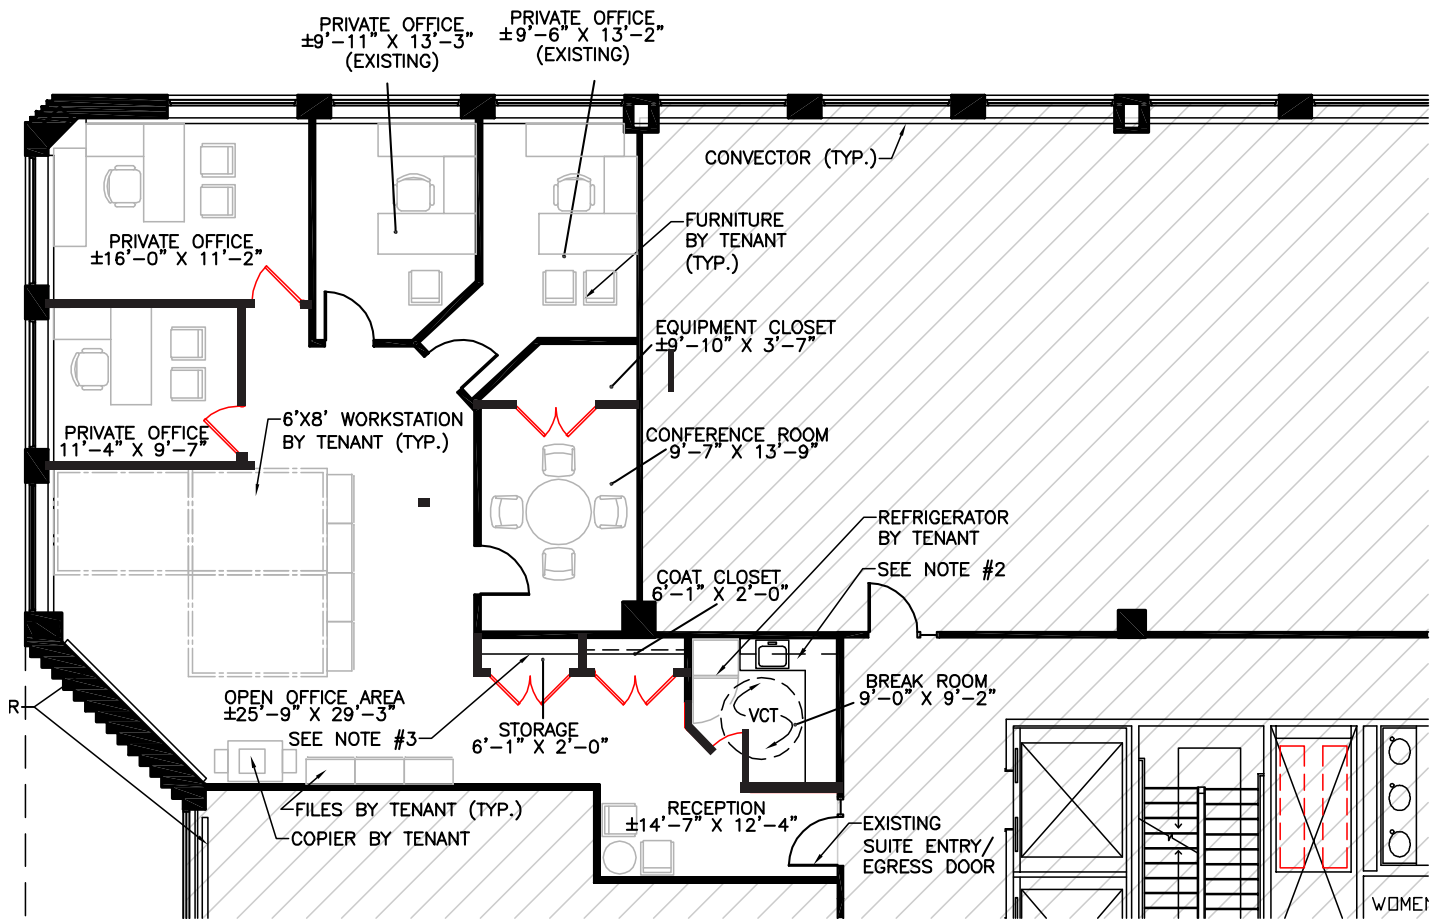 PRIVATE OFFICE
±9'-11" X 13'-3"
(EXISTING)
PRIVATE OFFICE
±9'-6" X 13'-2"
(EXISTING)
CONVECTOR (TYP.)
FURNITURE
BY TENANT
(TYP.)
PRIVATE OFFICE
±16'-0" X 11'-2"
EQUIPMENT CLOSET
±9'-10" X 3'-7"
6'X8' WORKSTATION
BY TENANT (TYP.)
PRIVATE OFFICE
11'-4" X 9'-7"
CONFERENCE ROOM
9'-7" X 13'-9"
REFRIGERATOR
BY TENANT
SEE NOTE #2
COAT CLOSET
6'-1" X 2'-0"
BREAK ROOM
9'-0" X 9'-2"
VCT
OPEN OFFICE AREA
±25'-9" X 29'-3"
SEE NOTE #3
STORAGE
6'-1" X 2'-0"
R
FILES BY TENANT (TYP.)
COPIER BY TENANT
RECEPTION
±14'-7" X 12'-4"
EXISTING
SUITE ENTRY/
EGRESS DOOR
WOMEN